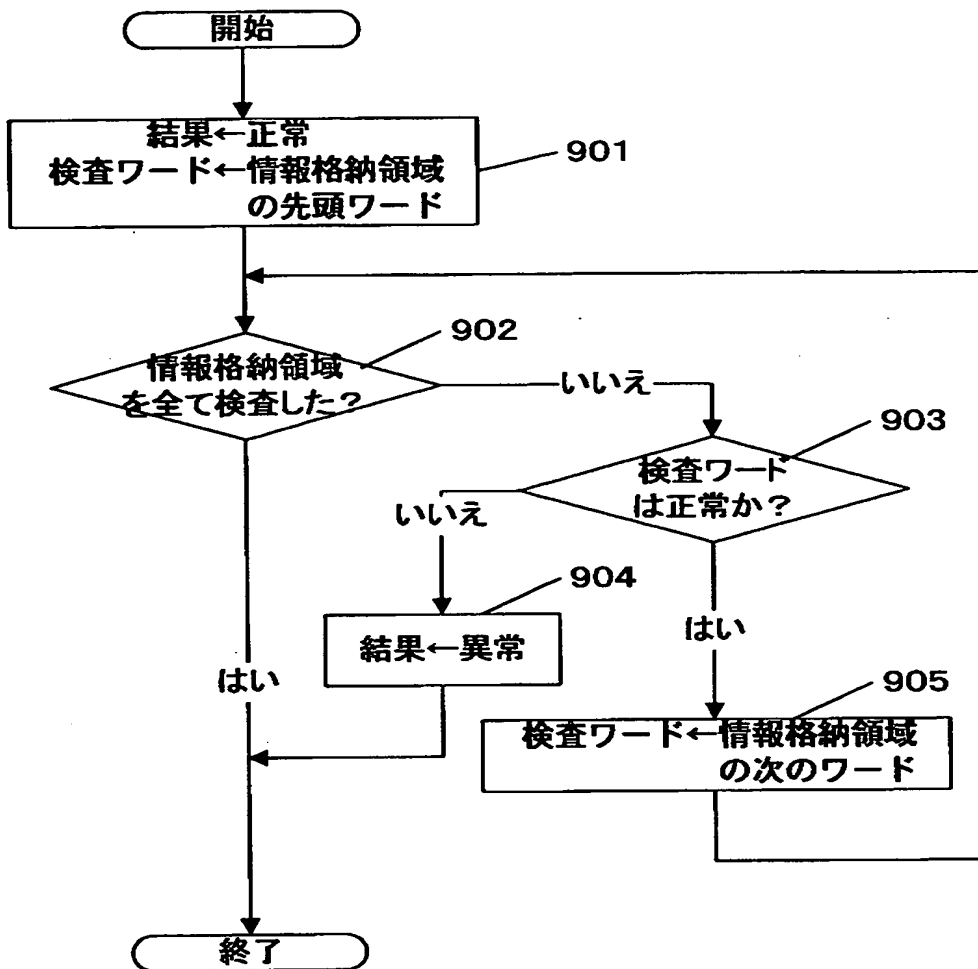 開始
結果←正常
検査ワード←情報格納領域
の先頭ワード
901
902
情報格納領域
を全て検査した?
いいえ
903
検査ワード
は正常か?
いいえ
904
結果←異常
はい
はい
905
検査ワード←情報格納領域
の次のワード
終了